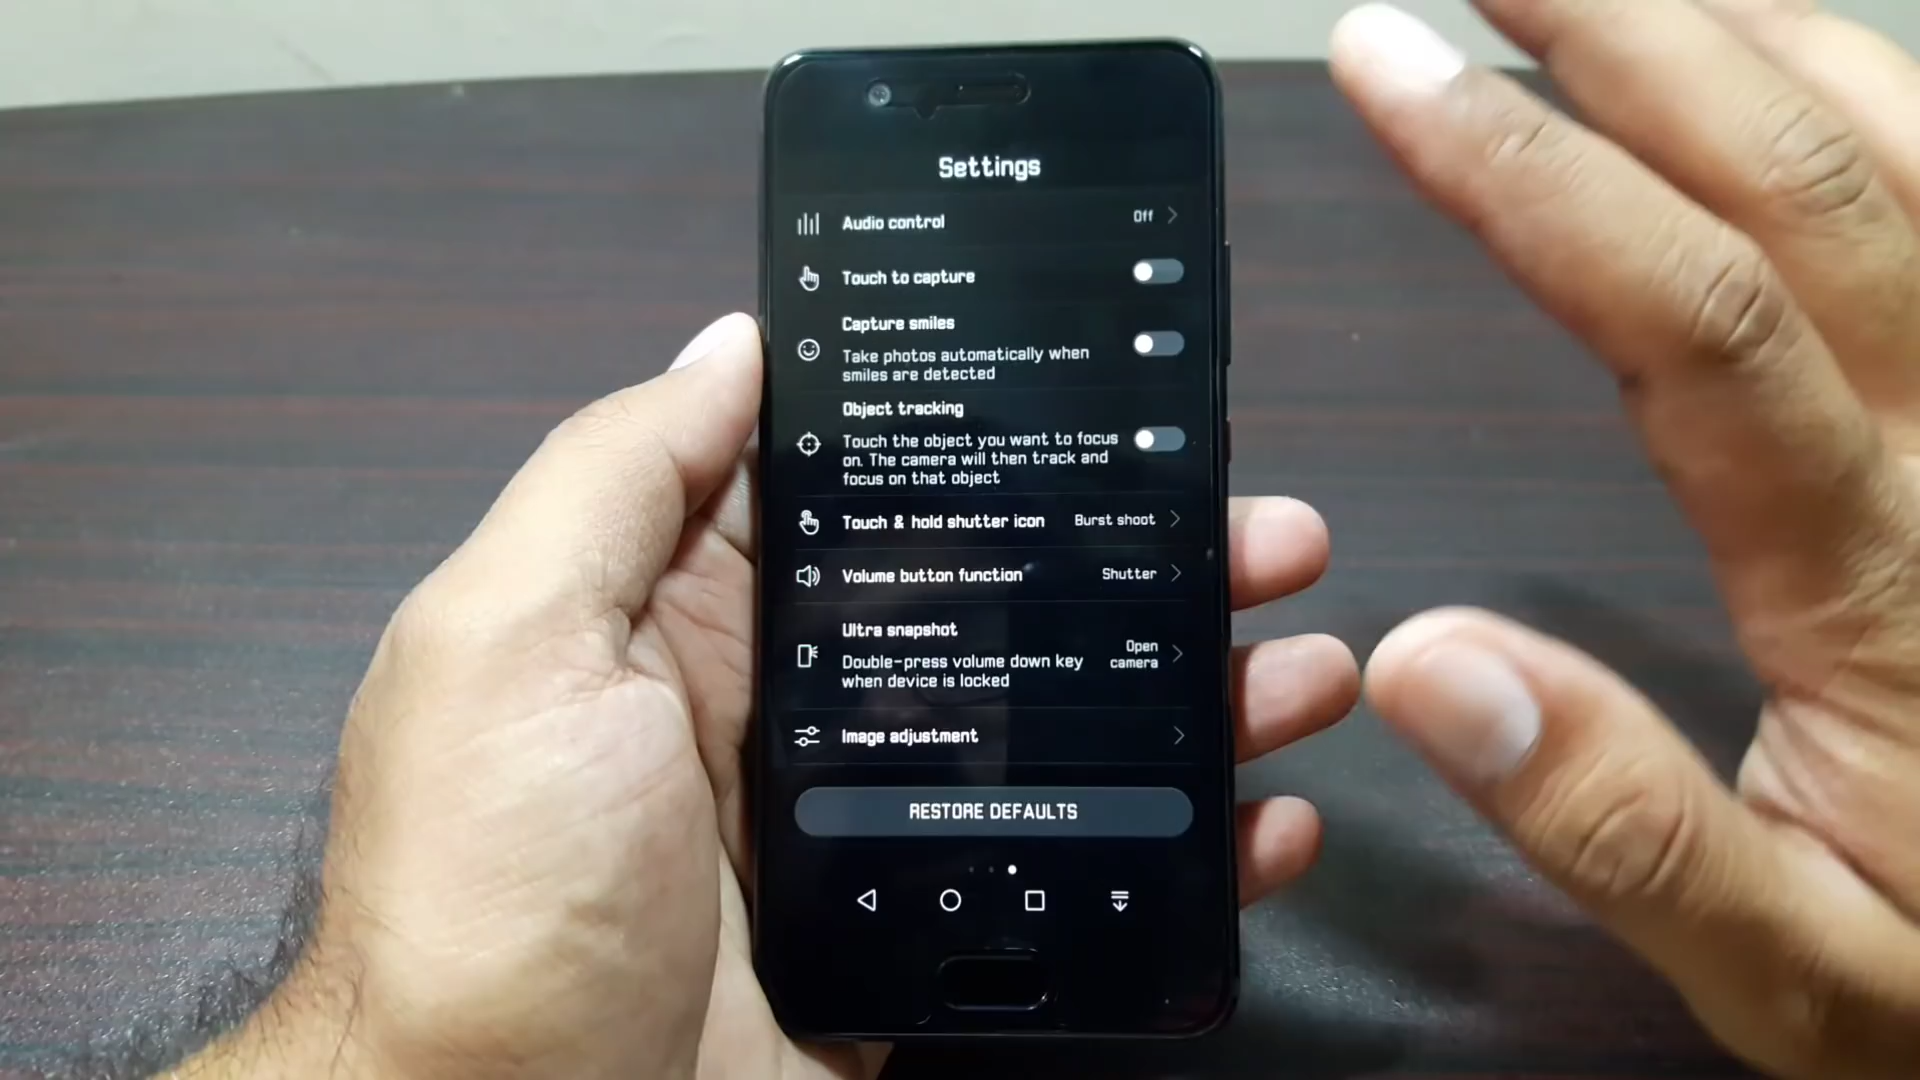 Settings
Audio control Off
Touch to capture
Capture smiles
Take photos automatically when
smiles are detected
Object tracking
Touch the object you want to focus
on. The camera will then track and
focus on that object
Touch & hold shutter icon Burst shoot
Volume button function Shutter
Ultra snapshot
Double-press volume down key
when device is locked
Open
camera
Image adjustment
RESTORE DEFAULTS